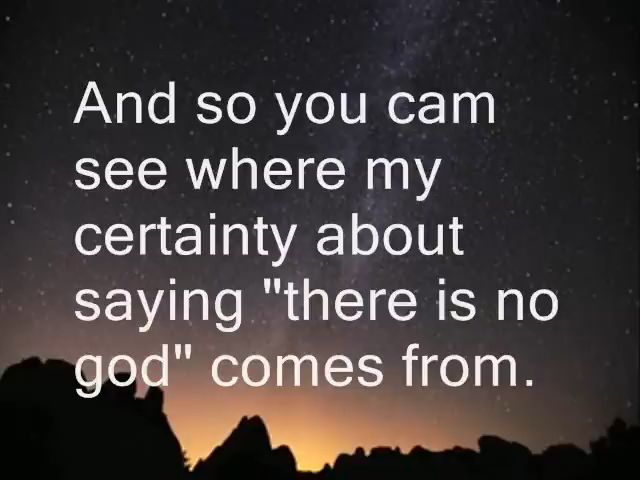 And so you cam
see where my
certainty about
saying "there is no
god" comes from.